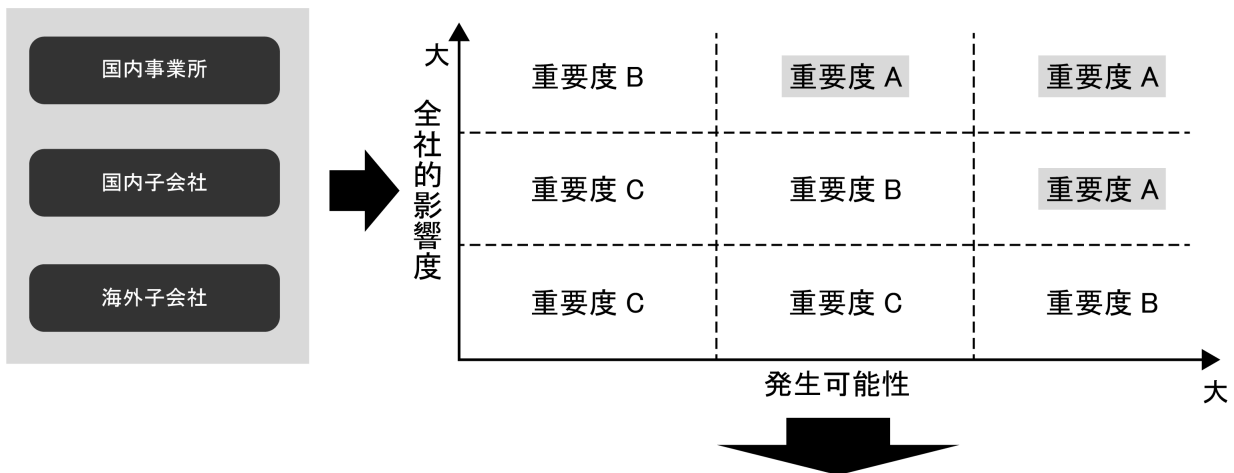 国内事業所
国内子会社
海外子会社
大
全社的影響度
重要度 B
重要度 A
重要度 A
重要度 C
重要度 B
重要度 A
重要度 C
重要度 C
重要度 B
発生可能性
大